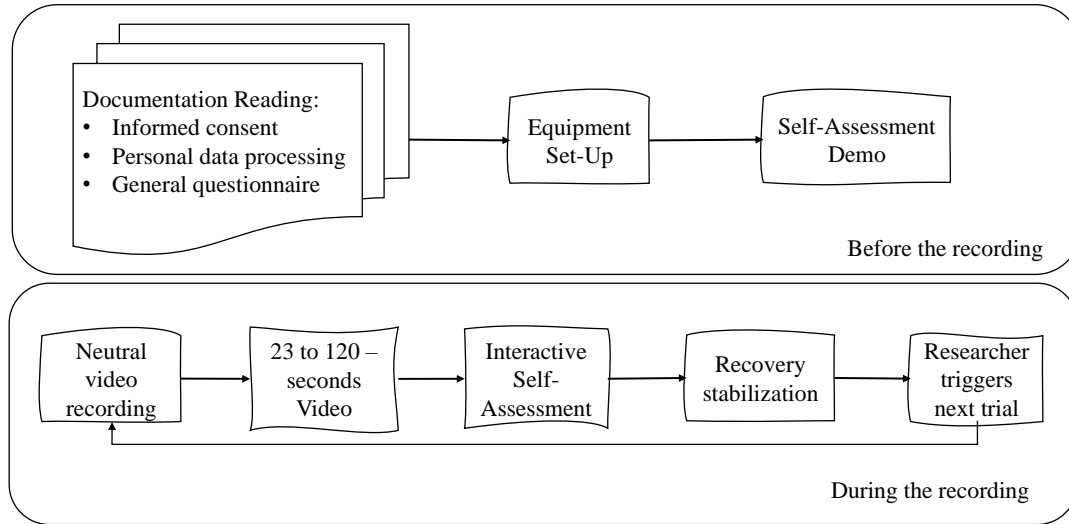 Documentation Reading:
• Informed consent
• Personal data processing
• General questionnaire
Equipment
Set-Up
Self-Assessment
Demo
Before the recording
Neutral
video
recording
23 to 120 –
seconds
Video
Interactive
Self-
Assessment
Recovery
stabilization
Researcher
triggers
next trial
During the recording